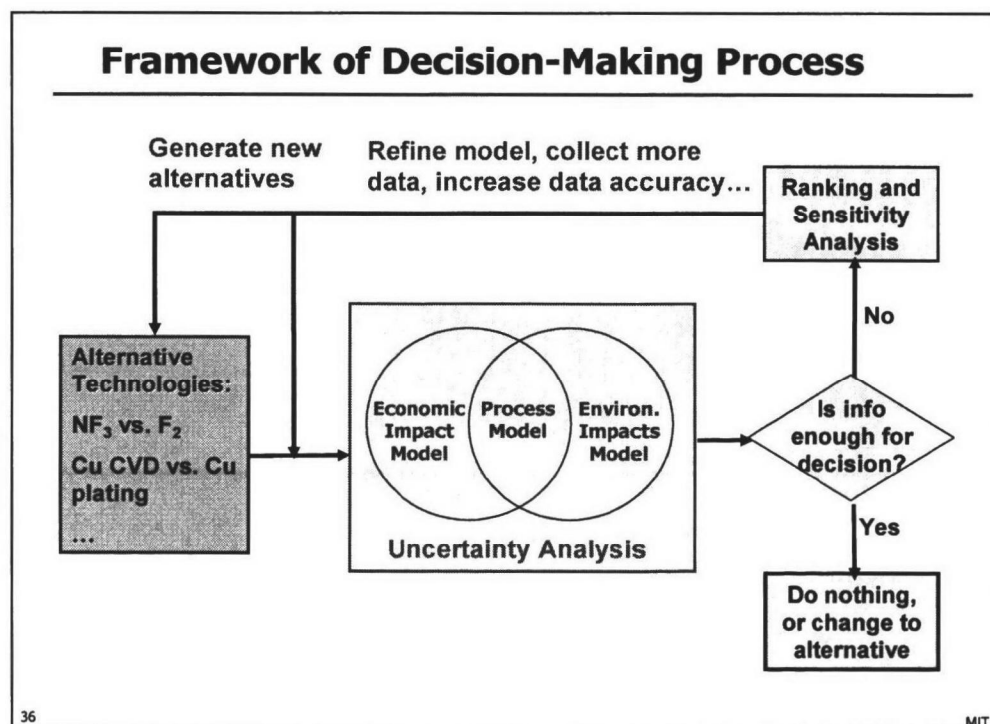 Framework of Decision-Making Process
Generate new
alternatives
Refine model, collect more
data, increase data accuracy…
Ranking and
Sensitivity
Analysis
No
Alternative
Technologies:
NF₃ vs. F₂
Cu CVD vs. Cu
plating
…
Economic
Impact
Model
Process
Model
Environ.
Impacts
Model
Uncertainty Analysis
Is info
enough for
decision?
Yes
Do nothing,
or change to
alternative
36
MIT